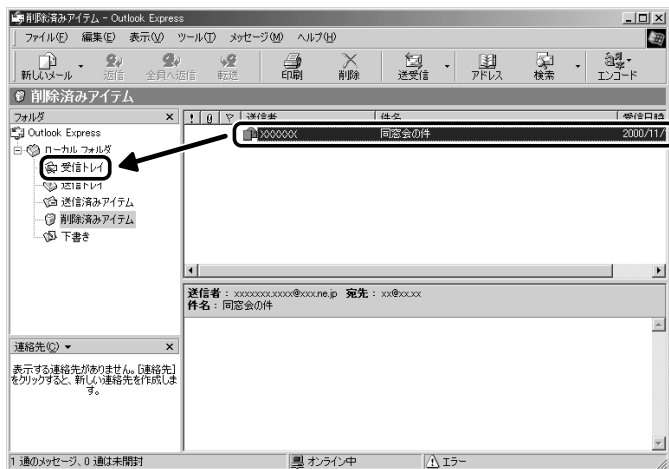 削除済みアイテム - Outlook Express
ファイル(F) 編集(E) 表示(V) ツール(T) メッセージ(M) ヘルプ(H)
新しいメール 返信 全員へ返信 転送 印刷 削除 送受信 アドレス 検索 エンコード
削除済みアイテム
フォルダ × ! 送信者 件名 受信日時
Outlook Express xxxxxxx 同窓会の件 2000/11/
ローカル フォルダ
受信トレイ
送信トレイ
送信済みアイテム
削除済みアイテム
下書き
送信者： xxxxxxx.xxxx@xxx.ne.jp 宛先： xx@xx.xx
件名： 同窓会の件
連絡先(C) ×
表示する連絡先がありません。[連絡先]
をクリックすると、新しい連絡先を作成しま
す。
1 通のメッセージ、0 通は未開封 オンライン中 エラー